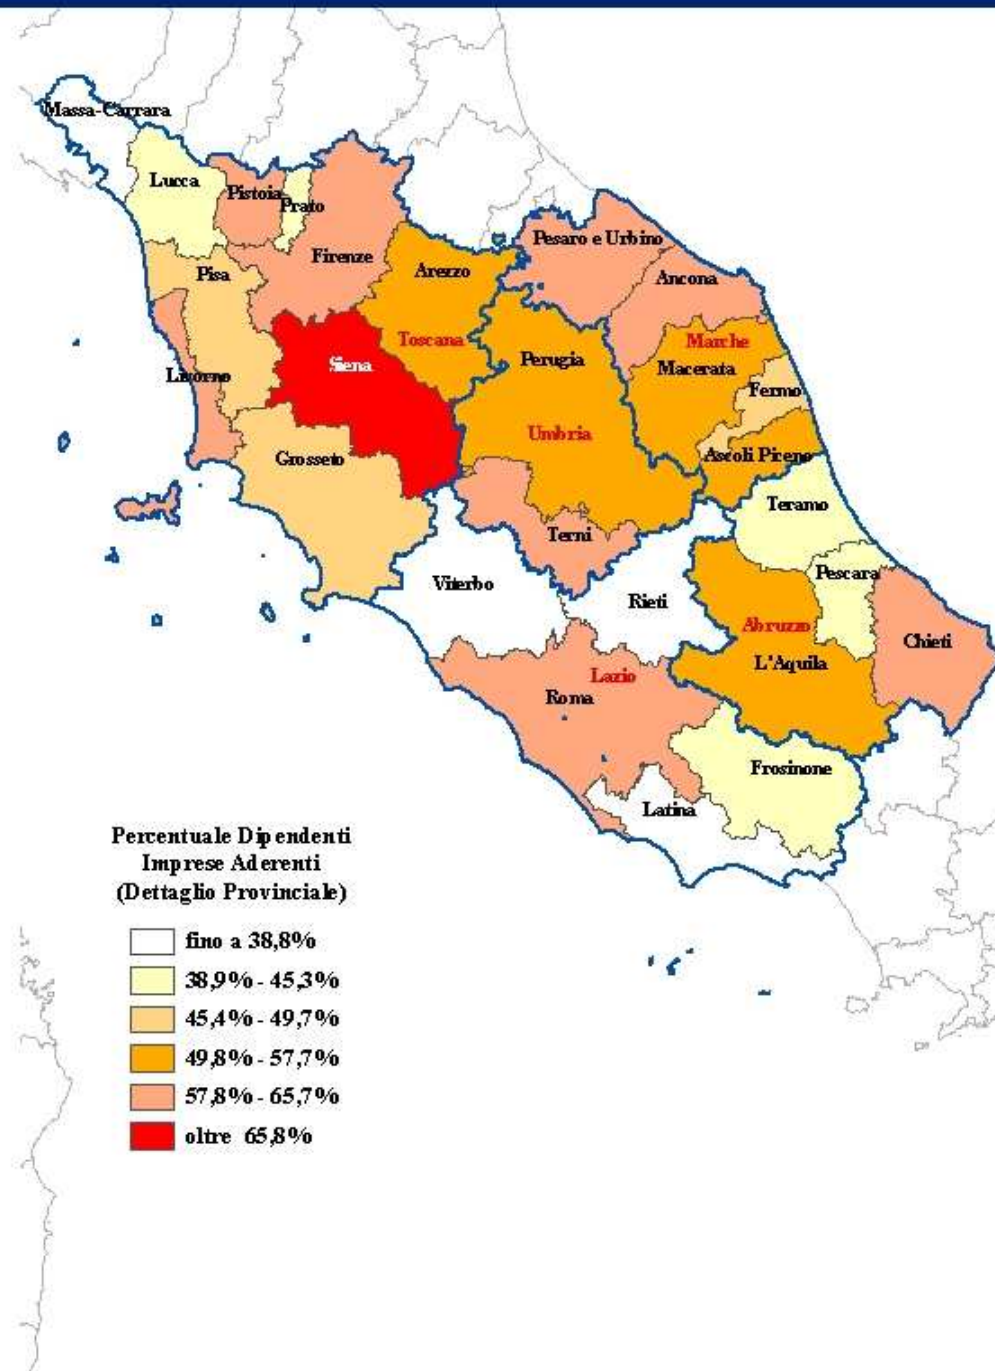 Massa-Carrara
Lucca
Pistoia
Prato
Pesaro e Urbino
Firenze
Arezzo
Pisa
Ancona
Toscana
Marche
Siena
Perugia
Macerata
Livorno
Fermo
Umbria
Grosseto
Ascoli Piceno
Teramo
Terni
Pescara
Viterbo
Rieti
Abruzzo
Chieti
L'Aquila
Lazio
Roma
Frosinone
Latina
Percentuale Dipendenti
Imprese Aderenti
(Dettaglio Provinciale)
fino a 38,8%
38,9% - 45,3%
45,4% - 49,7%
49,8% - 57,7%
57,8% - 65,7%
oltre 65,8%